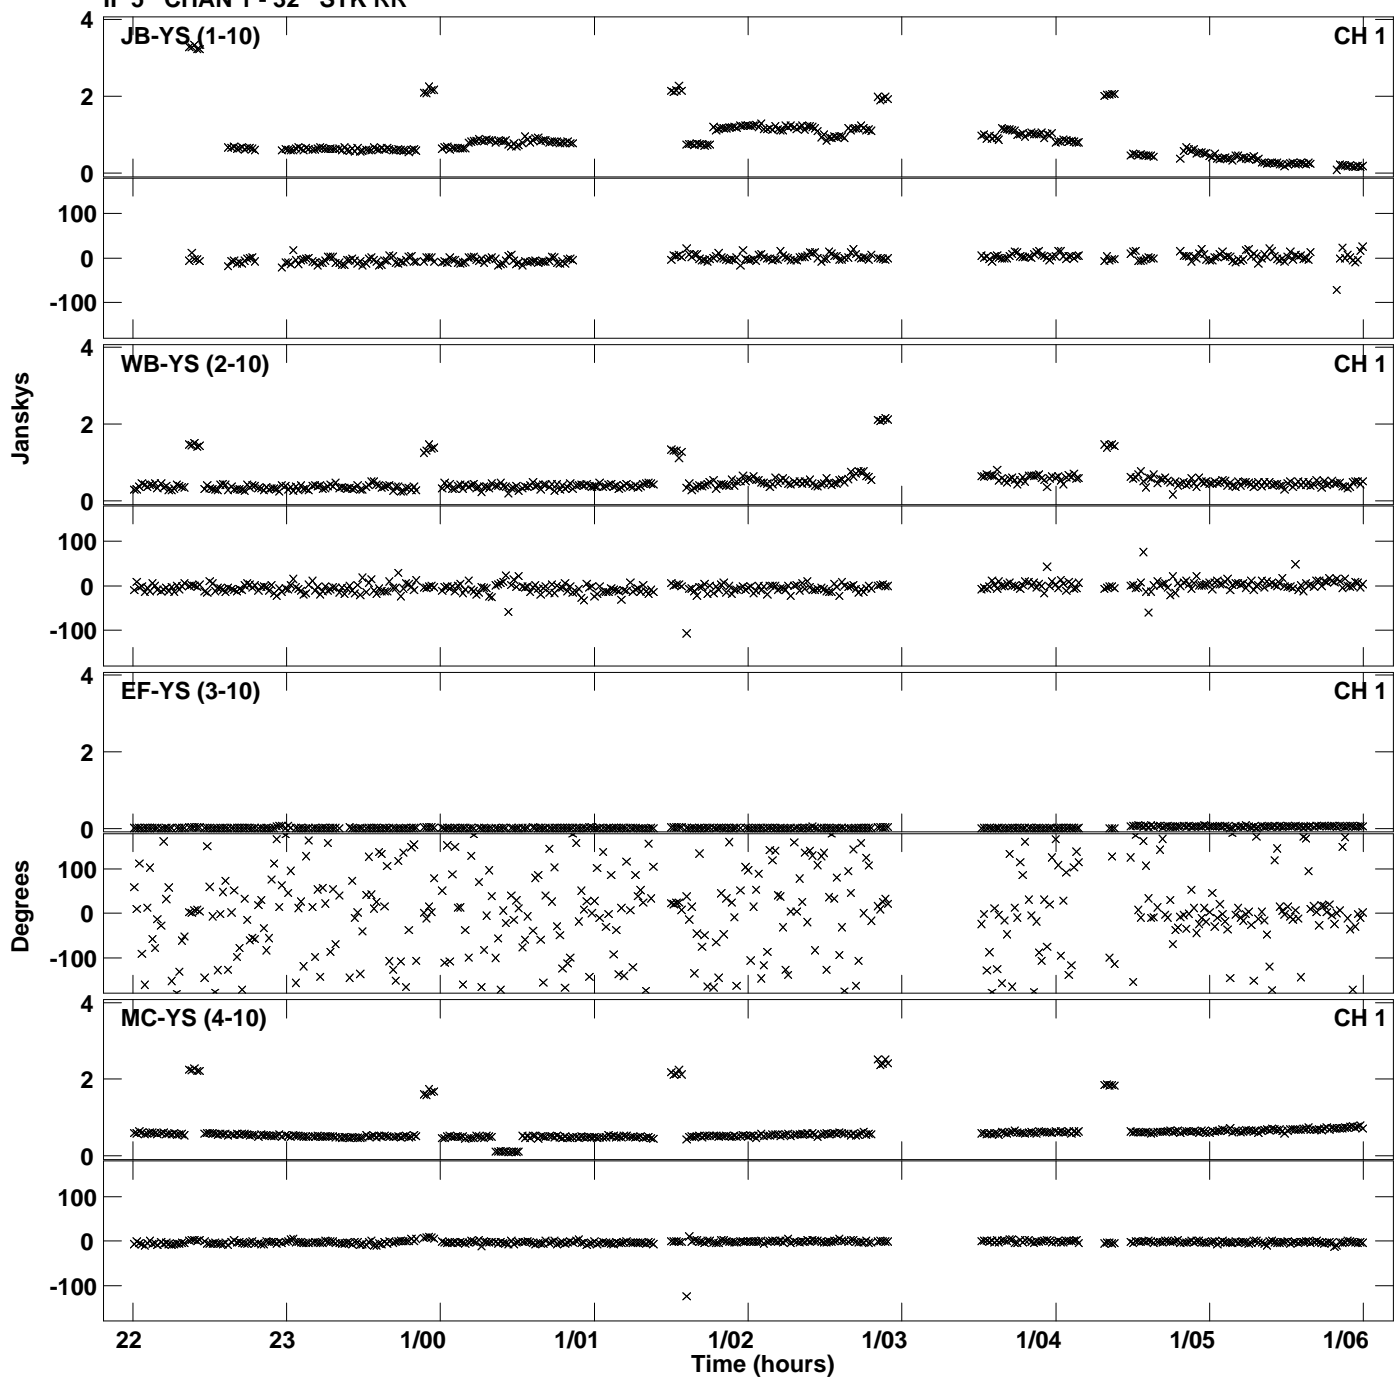 IF 5 CHAN 1 - 32 STK RR
4
JB-YS (1-10)
CH 1
2
0
100
0
-100
4
WB-YS (2-10)
CH 1
2
0
100
0
-100
Janskys
4
EF-YS (3-10)
CH 1
2
0
100
0
-100
Degrees
4
MC-YS (4-10)
CH 1
2
0
100
0
-100
22 23 1/00 1/01 1/02 1/03 1/04 1/05 1/06
Time (hours)